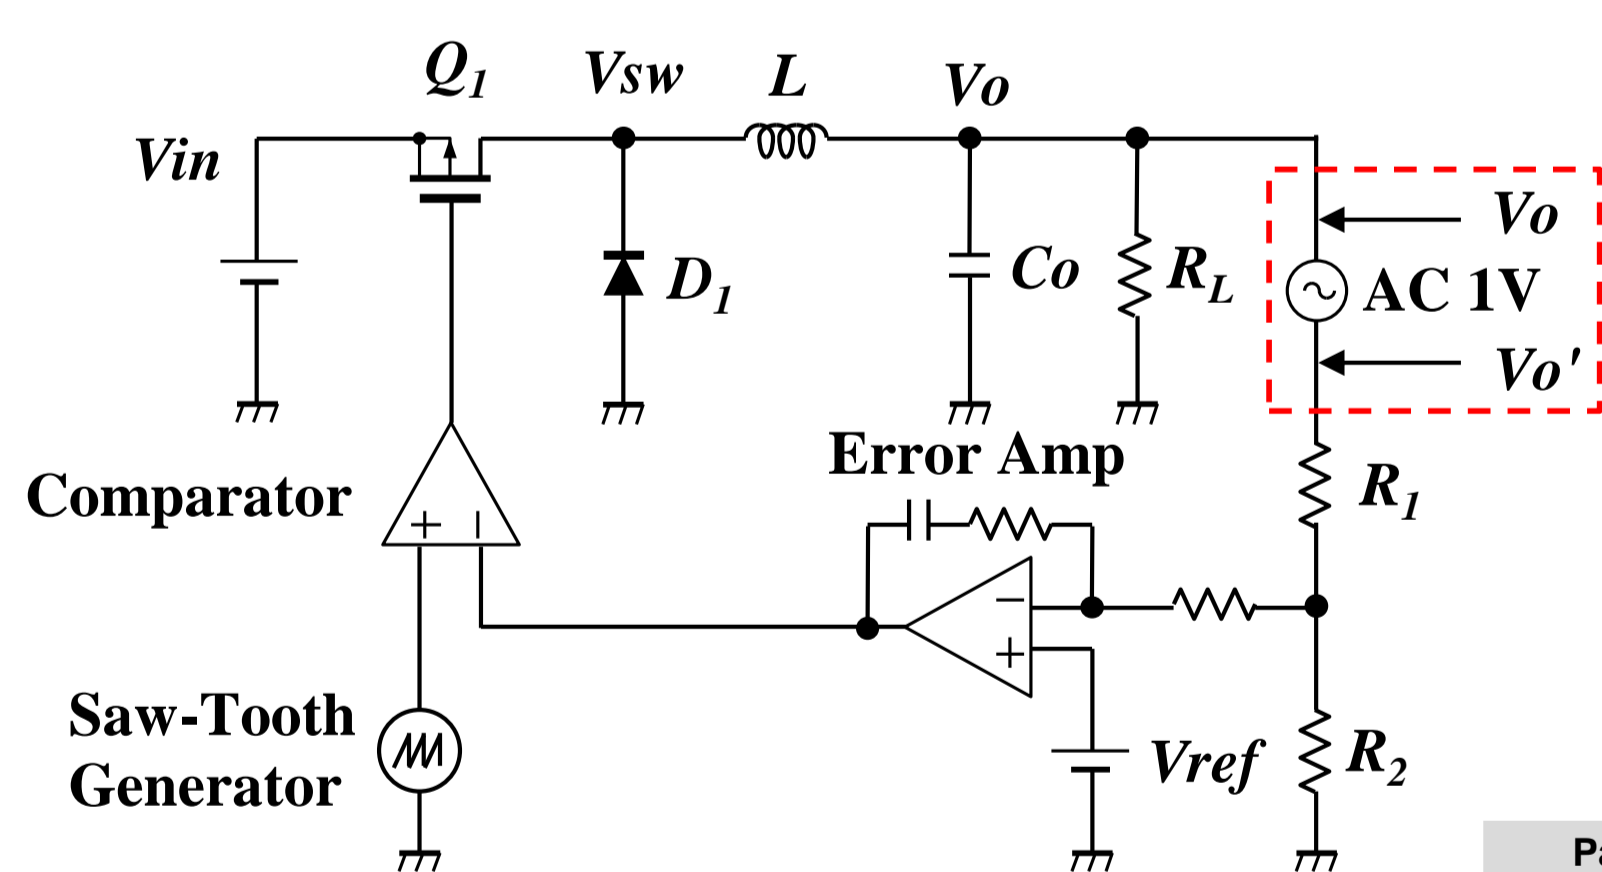 Q1
Vsw
L
Vo
Vin
Vo
D1
Co
RL
AC 1V
Vo'
Error Amp
Comparator
R1
+
−
−
+
Saw-Tooth
Generator
Vref
R2